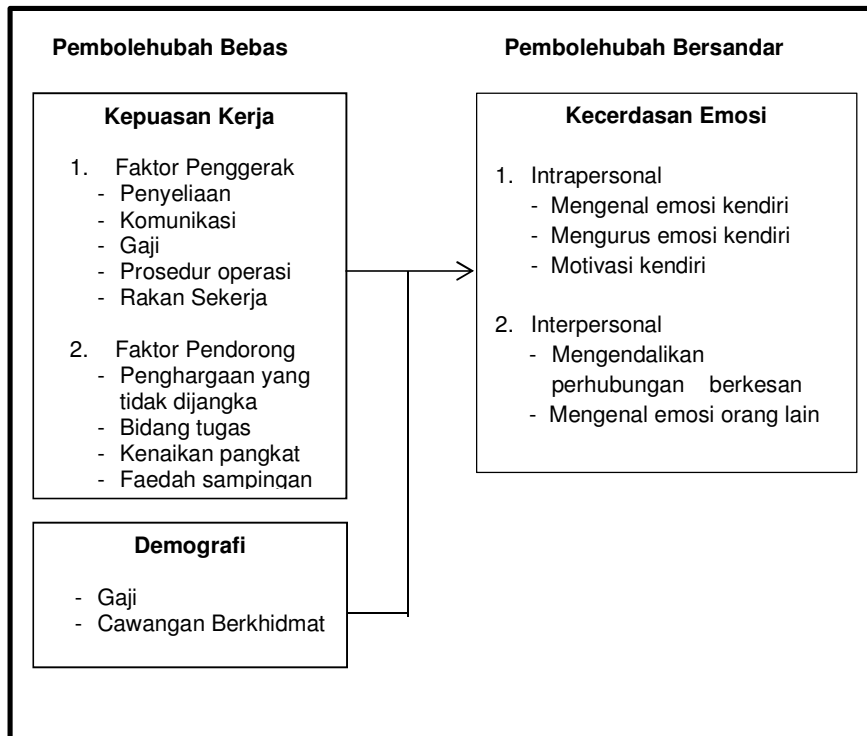 Pembolehubah Bebas
Kepuasan Kerja
1. Faktor Penggerak
- Penyeliaan
- Komunikasi
- Gaji
- Prosedur operasi
- Rakan Sekerja
2. Faktor Pendorong
- Penghargaan yang
tidak dijangka
- Bidang tugas
- Kenaikan pangkat
- Faedah sampingan
Demografi
- Gaji
- Cawangan Berkhidmat
Pembolehubah Bersandar
Kecerdasan Emosi
1. Intrapersonal
- Mengenal emosi kendiri
- Mengurus emosi kendiri
- Motivasi kendiri
2. Interpersonal
- Mengendalikan
perhubungan berkesan
- Mengenal emosi orang lain